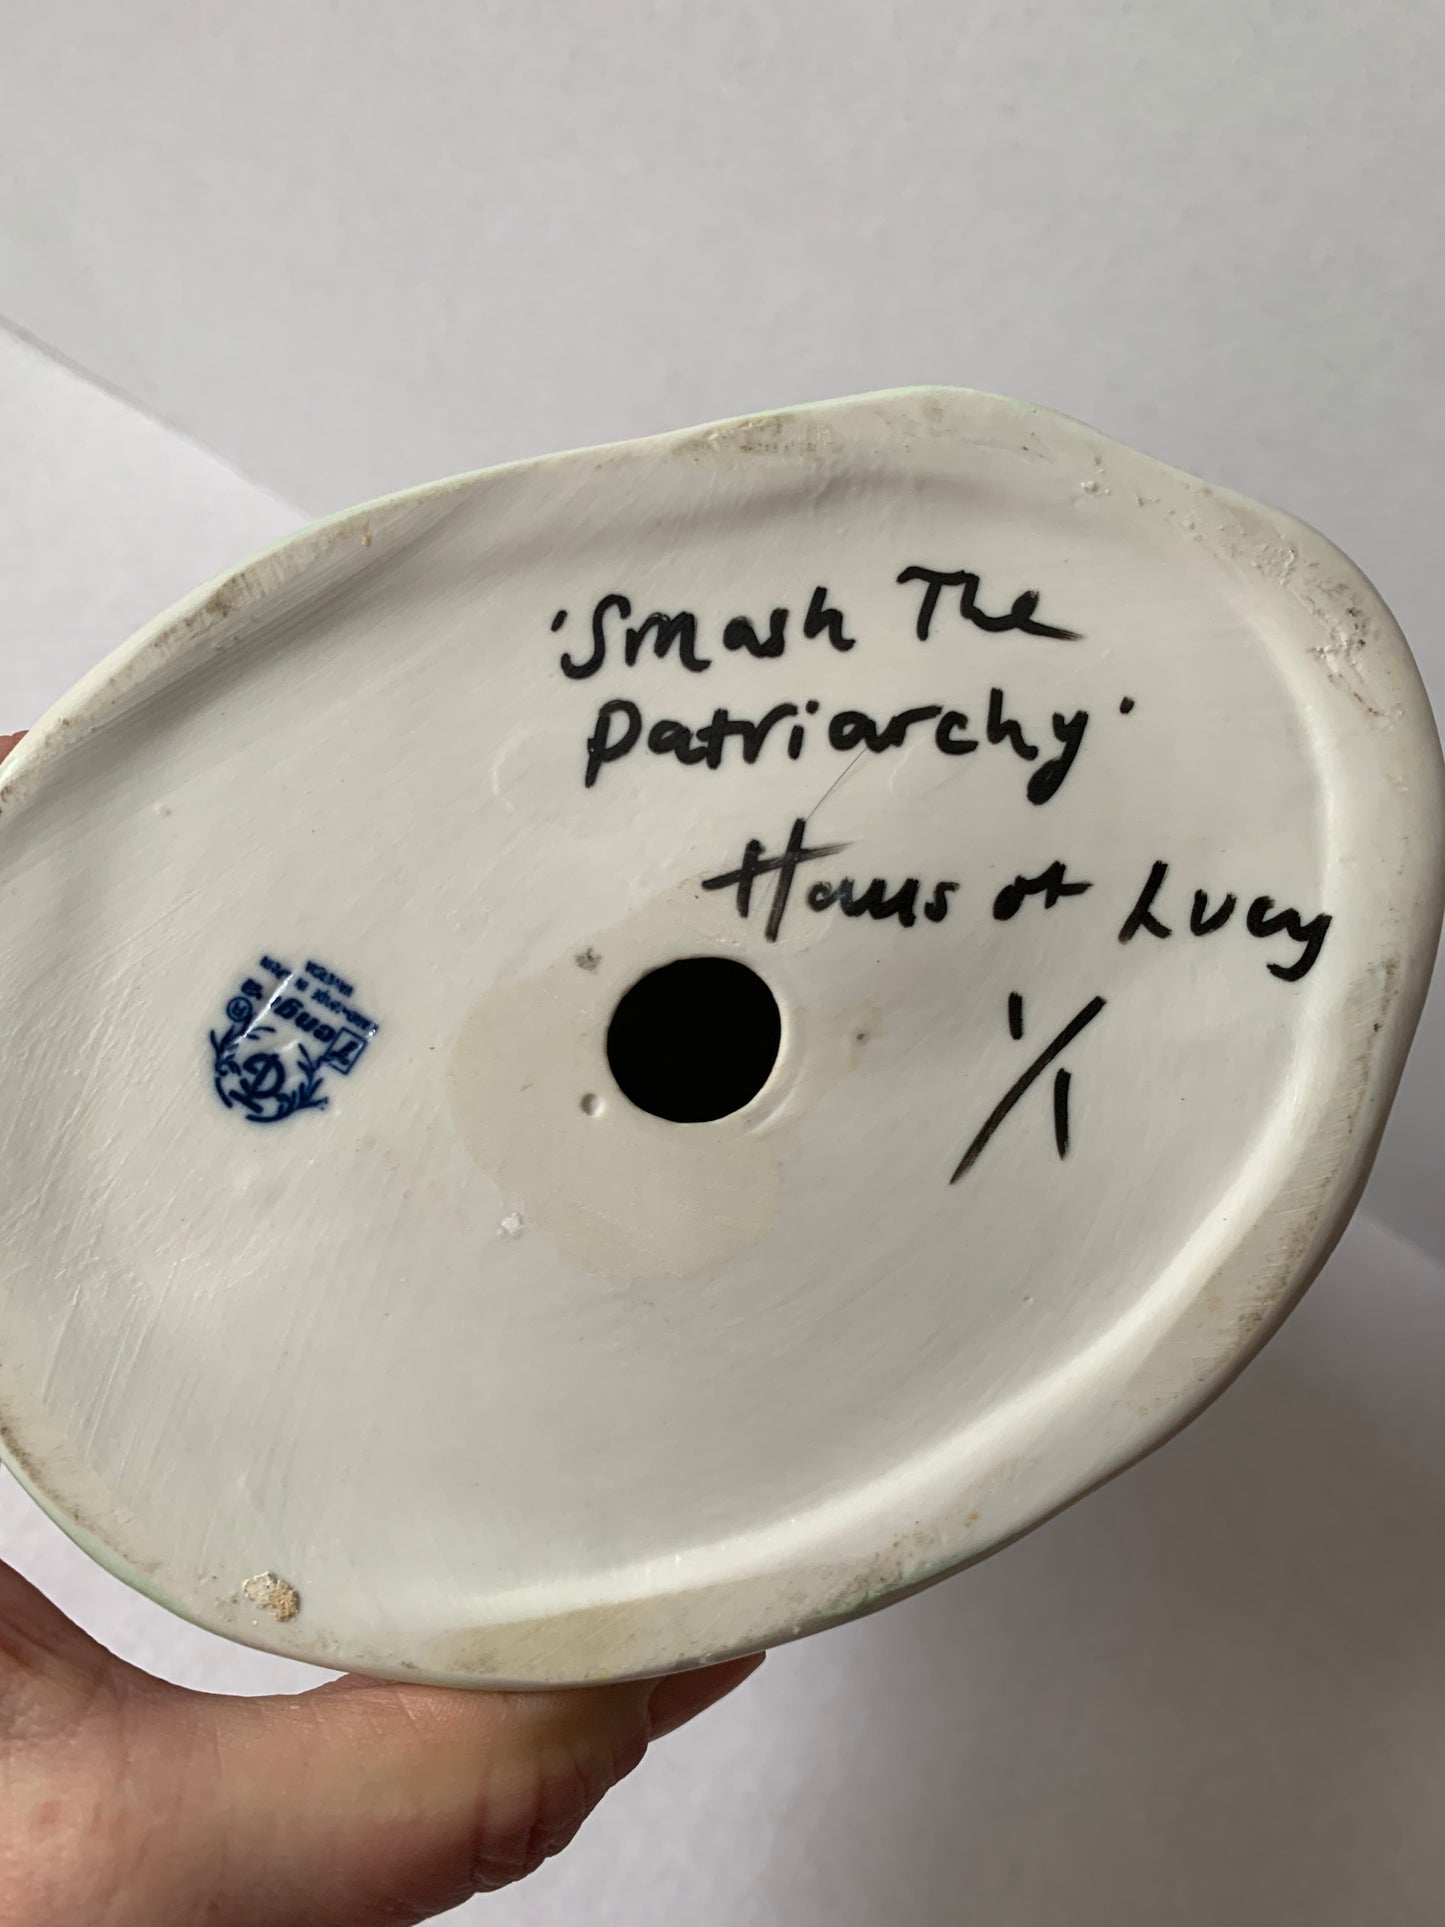 'Smash The
Patriarchy'
Haus of Lucy
1/1